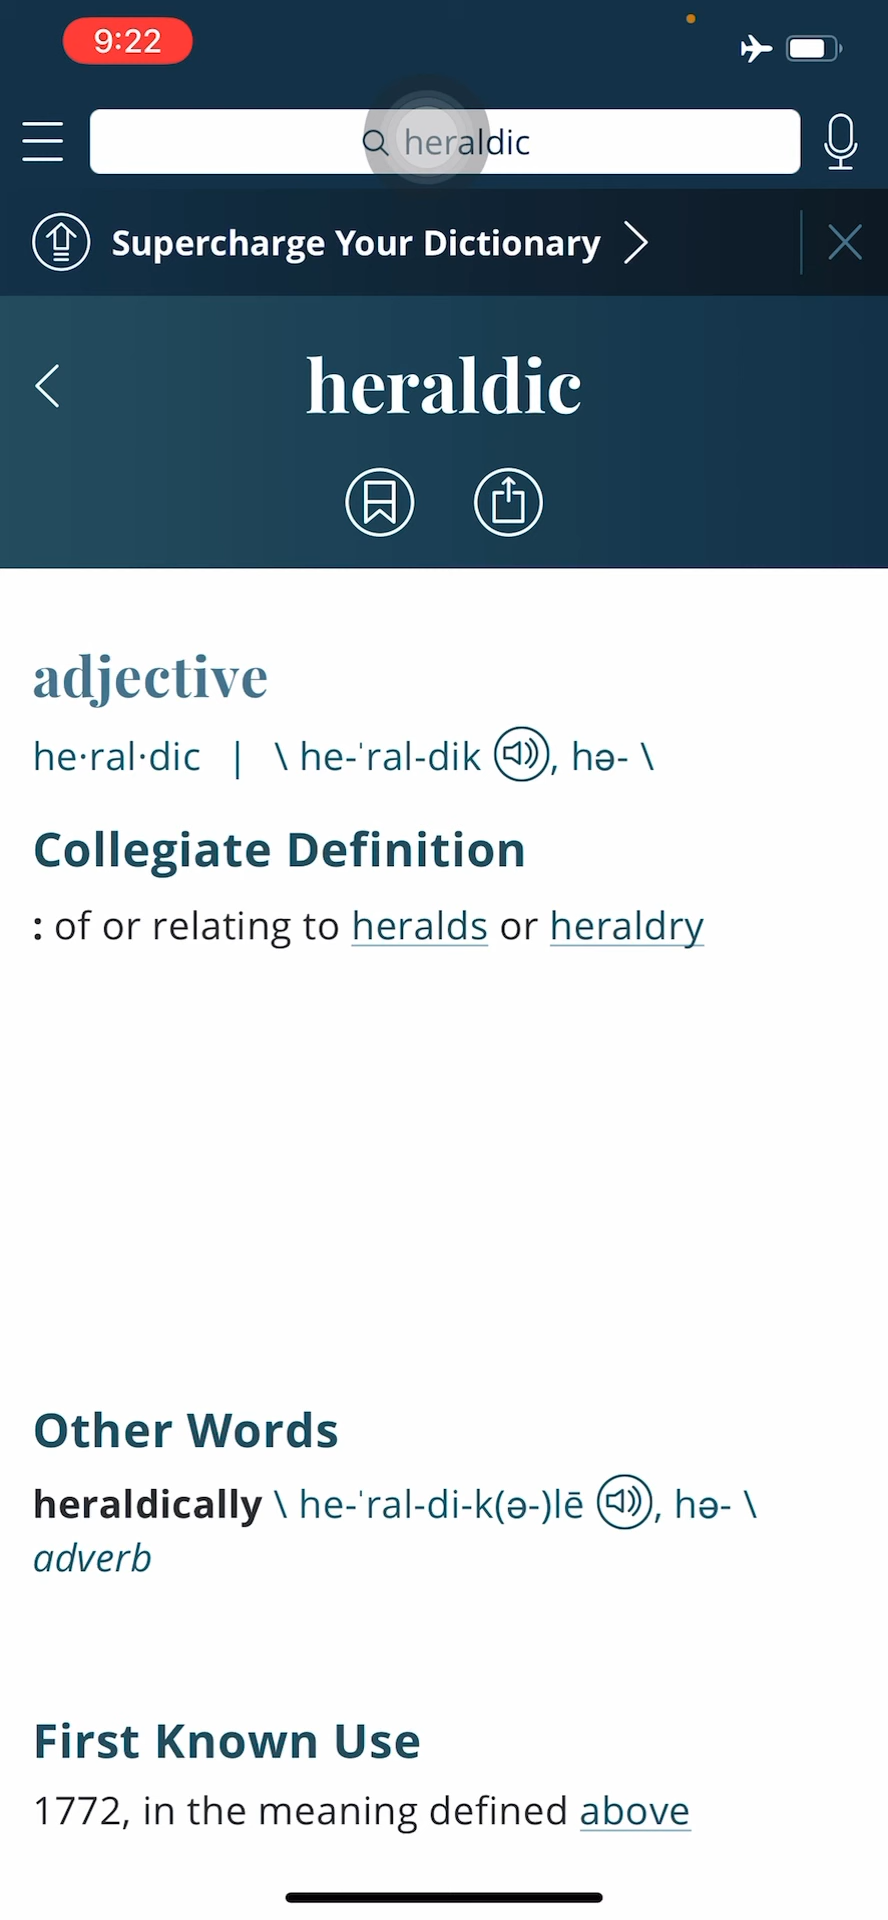 9:22
heraldic
Supercharge Your Dictionary
heraldic
adjective
he·ral·dic | \ he-ˈral-dik , hə- \
Collegiate Definition
: of or relating to heralds or heraldry
Other Words
heraldically \ he-ˈral-di-k(ə-)lē , hə- \
adverb
First Known Use
1772, in the meaning defined above